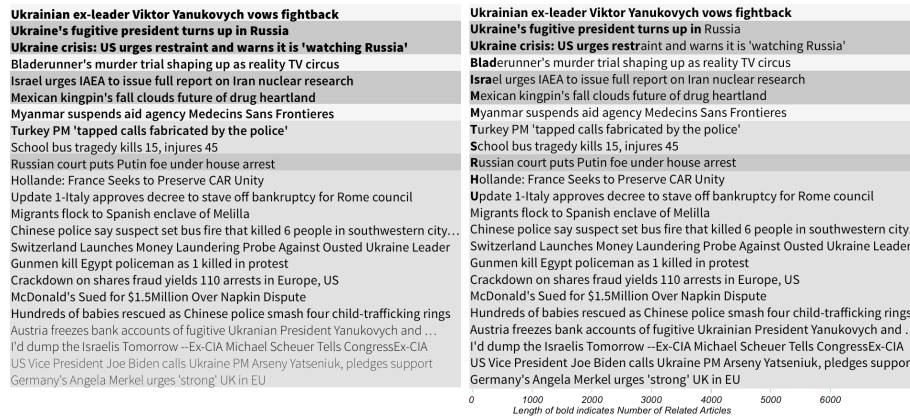 Ukrainian ex-leader Viktor Yanukovych vows fightback
Ukraine's fugitive president turns up in Russia
Ukraine crisis: US urges restraint and warns it is 'watching Russia'
Bladerunner's murder trial shaping up as reality TV circus
Israel urges IAEA to issue full report on Iran nuclear research
Mexican kingpin's fall clouds future of drug heartland
Myanmar suspends aid agency Medecins Sans Frontieres
Turkey PM 'tapped calls fabricated by the police'
School bus tragedy kills 15, injures 45
Russian court puts Putin foe under house arrest
Hollande: France Seeks to Preserve CAR Unity
Update 1-Italy approves decree to stave off bankruptcy for Rome council
Migrants flock to Spanish enclave of Melilla
Chinese police say suspect set bus fire that killed 6 people in southwestern city…
Switzerland Launches Money Laundering Probe Against Ousted Ukraine Leader
Gunmen kill Egypt policeman as 1 killed in protest
Crackdown on shares fraud yields 110 arrests in Europe, US
McDonald's Sued for $1.5Million Over Napkin Dispute
Hundreds of babies rescued as Chinese police smash four child-trafficking rings
Austria freezes bank accounts of fugitive Ukranian President Yanukovych and …
I'd dump the Israelis Tomorrow --Ex-CIA Michael Scheuer Tells CongressEx-CIA
US Vice President Joe Biden calls Ukraine PM Arseny Yatseniuk, pledges support
Germany's Angela Merkel urges 'strong' UK in EU
Ukrainian ex-leader Viktor Yanukovych vows fightback
Ukraine's fugitive president turns up in Russia
Ukraine crisis: US urges restraint and warns it is 'watching Russia'
Bladerunner's murder trial shaping up as reality TV circus
Israel urges IAEA to issue full report on Iran nuclear research
Mexican kingpin's fall clouds future of drug heartland
Myanmar suspends aid agency Medecins Sans Frontieres
Turkey PM 'tapped calls fabricated by the police'
School bus tragedy kills 15, injures 45
Russian court puts Putin foe under house arrest
Hollande: France Seeks to Preserve CAR Unity
Update 1-Italy approves decree to stave off bankruptcy for Rome council
Migrants flock to Spanish enclave of Melilla
Chinese police say suspect set bus fire that killed 6 people in southwestern city.
Switzerland Launches Money Laundering Probe Against Ousted Ukraine Leader
Gunmen kill Egypt policeman as 1 killed in protest
Crackdown on shares fraud yields 110 arrests in Europe, US
McDonald's Sued for $1.5Million Over Napkin Dispute
Hundreds of babies rescued as Chinese police smash four child-trafficking rings
Austria freezes bank accounts of fugitive Ukrainian President Yanukovych and .
I'd dump the Israelis Tomorrow --Ex-CIA Michael Scheuer Tells CongressEx-CIA
US Vice President Joe Biden calls Ukraine PM Arseny Yatseniuk, pledges support
Germany's Angela Merkel urges 'strong' UK in EU
0 1000 2000 3000 4000 5000 6000
Length of bold indicates Number of Related Articles